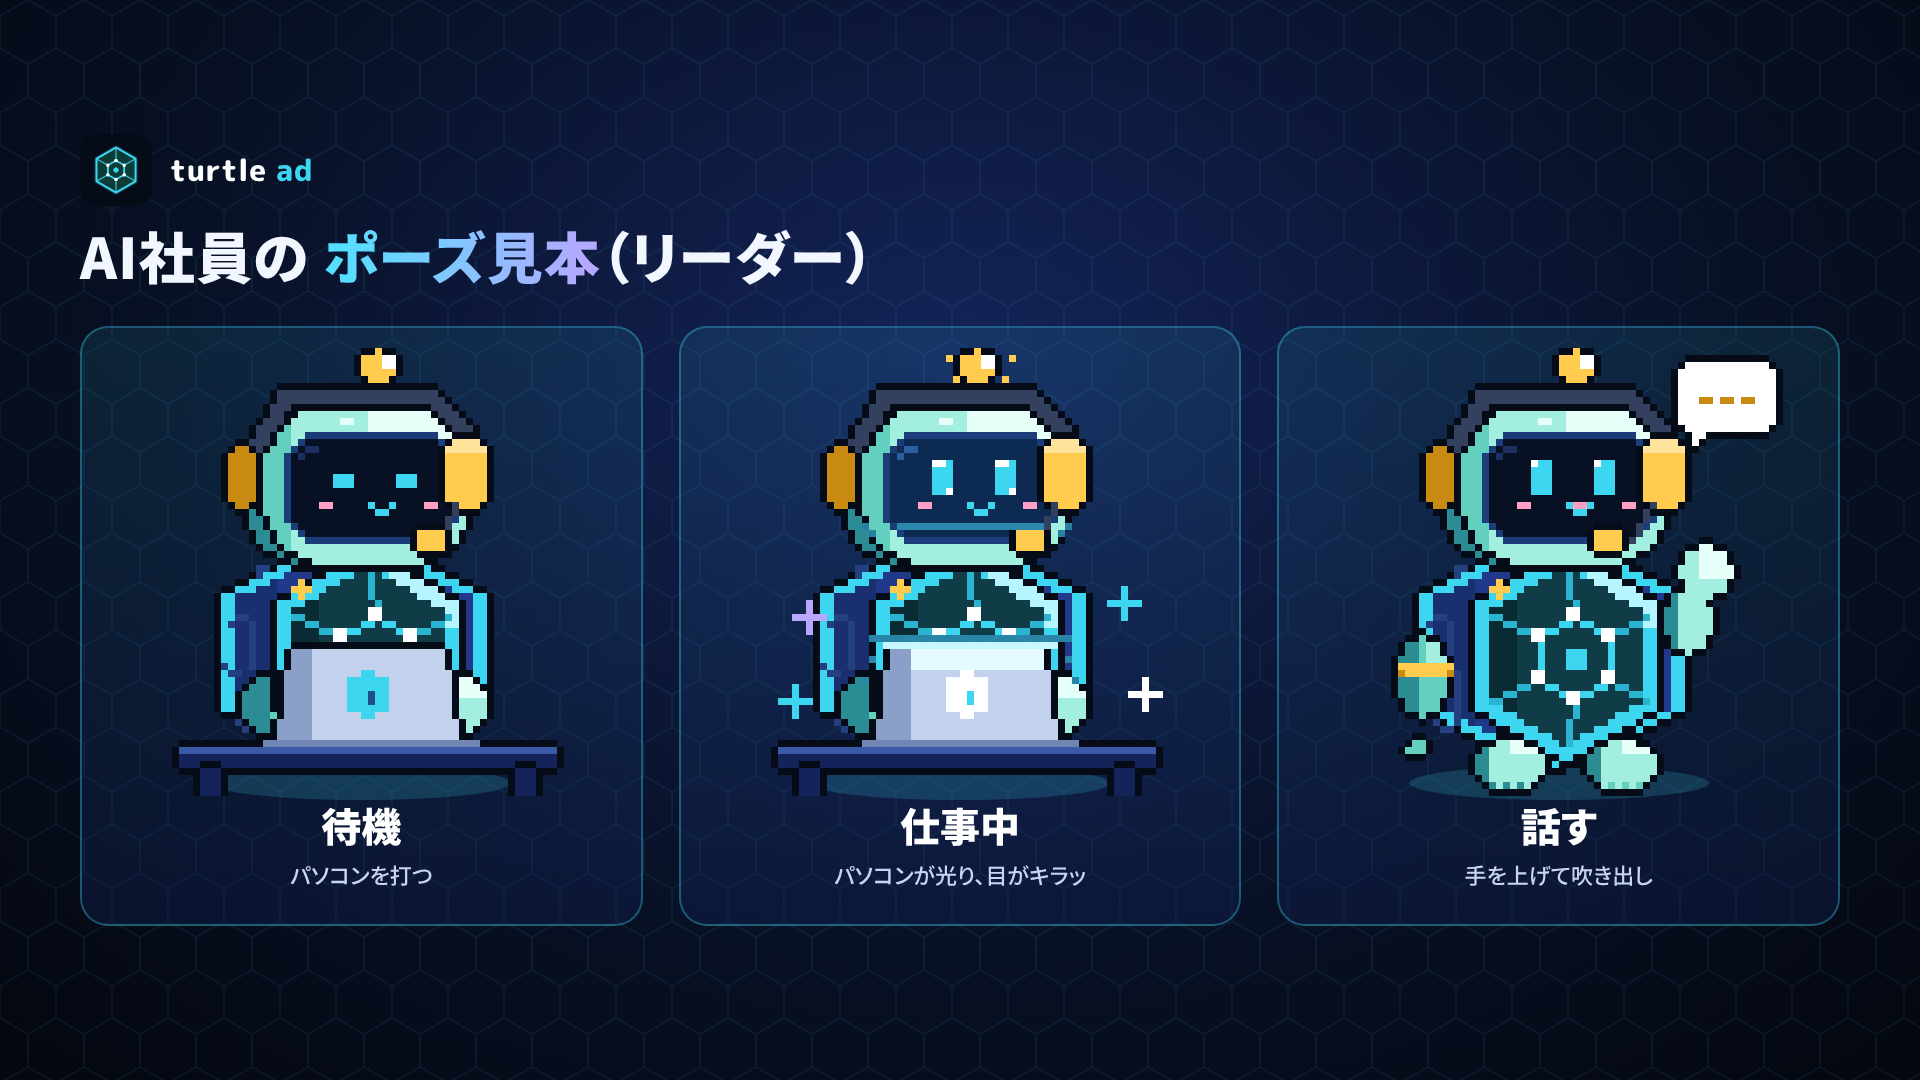 turtle ad
AI社員の ポーズ見本(リーダー)
待機
パソコンを打つ
仕事中
パソコンが光り、目がキラッ
話す
手を上げて吹き出し